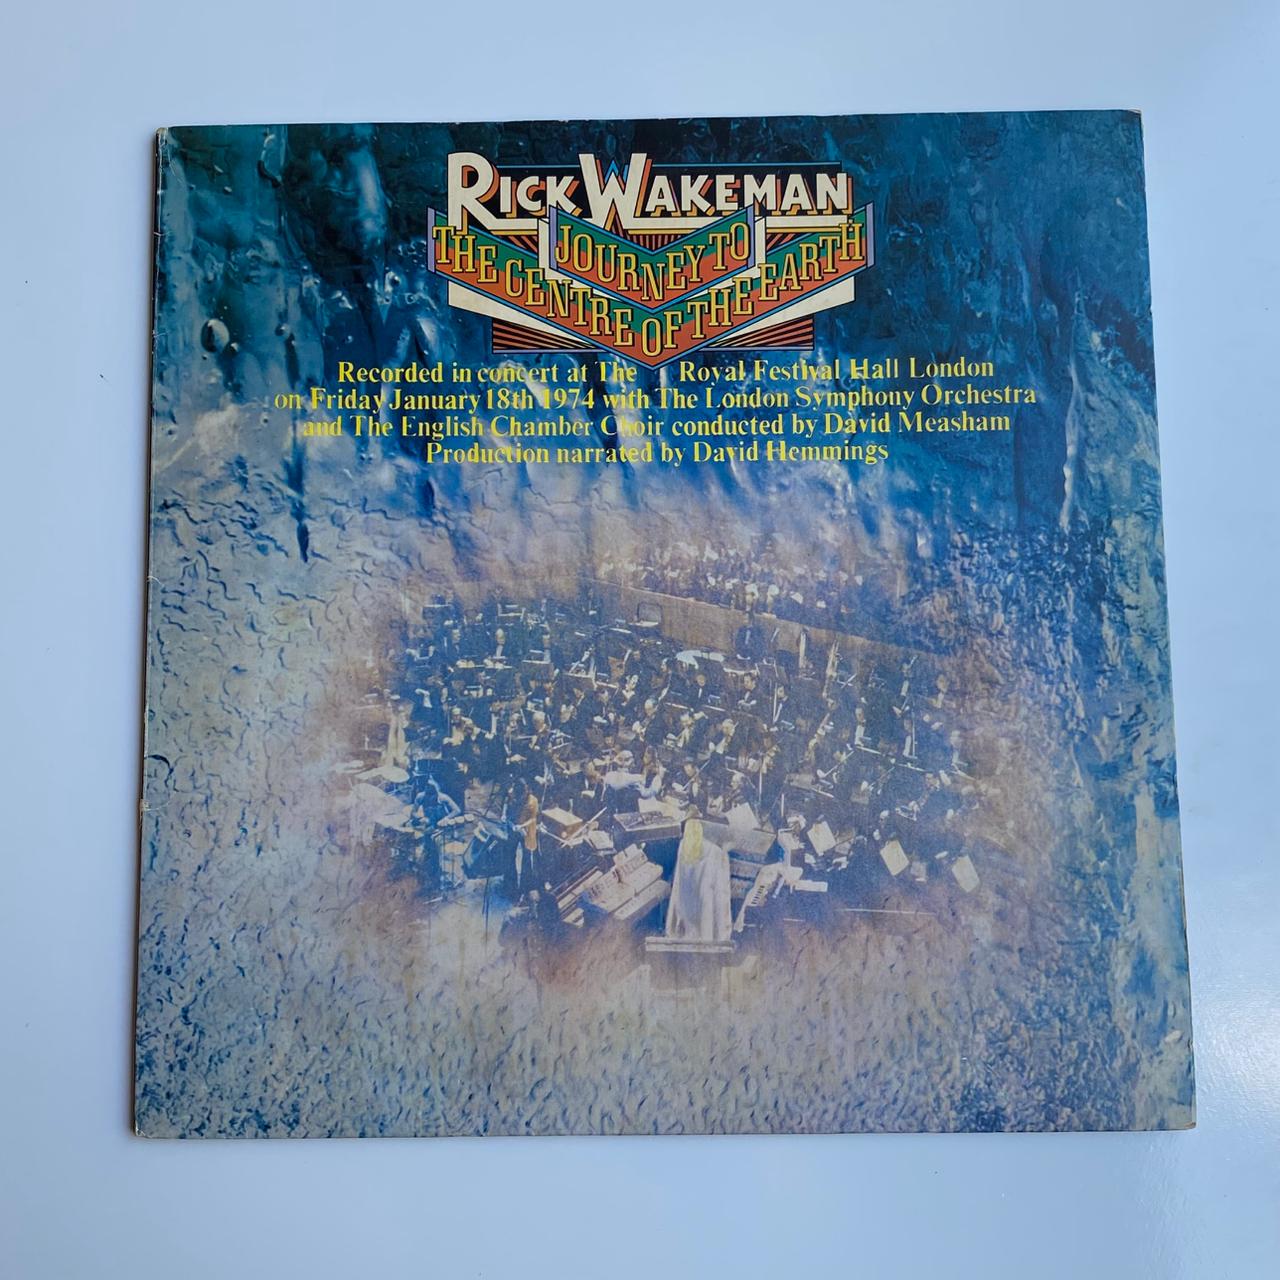 RICK WAKEMAN
JOURNEY TO
THE CENTRE OF THE EARTH
Recorded in concert at The Royal Festival Hall London
on Friday January 18th 1974 with The London Symphony Orchestra
and The English Chamber Choir conducted by David Measham
Production narrated by David Hemmings